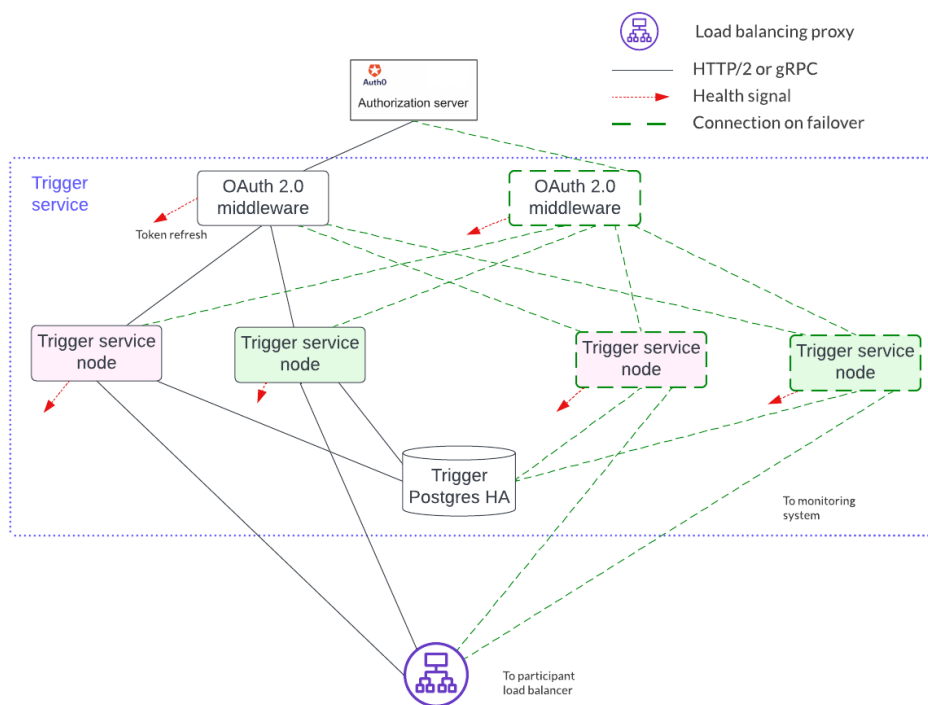 Load balancing proxy
HTTP/2 or gRPC
Health signal
Connection on failover
Auth0
Authorization server
Trigger
service
OAuth 2.0
middleware
OAuth 2.0
middleware
Token refresh
Trigger service
node
Trigger service
node
Trigger service
node
Trigger service
node
Trigger
Postgres HA
To monitoring
system
To participant
load balancer